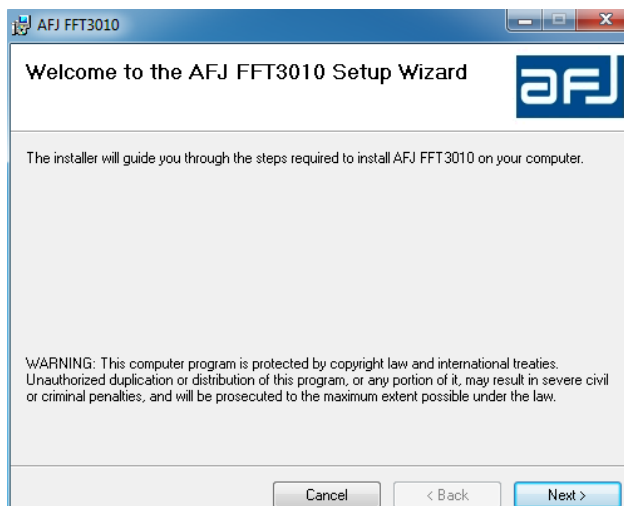 AFJ FFT3010
Welcome to the AFJ FFT3010 Setup Wizard
afj
The installer will guide you through the steps required to install AFJ FFT3010 on your computer.
WARNING: This computer program is protected by copyright law and international treaties.
Unauthorized duplication or distribution of this program, or any portion of it, may result in severe civil
or criminal penalties, and will be prosecuted to the maximum extent possible under the law.
Cancel < Back Next >